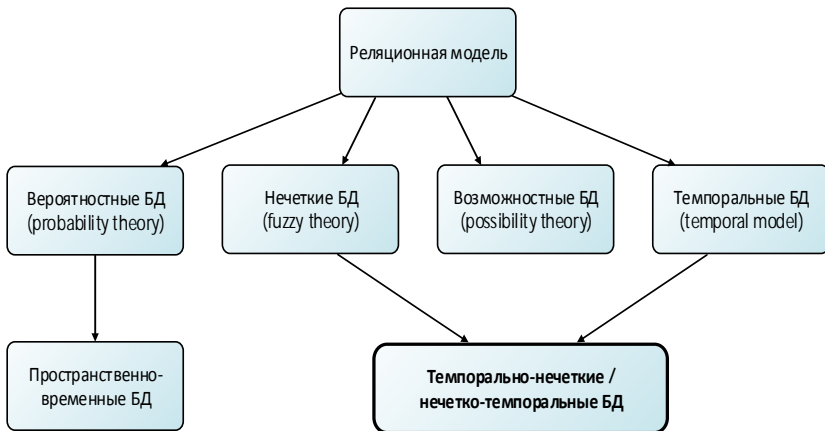 Реляционная модель
Вероятностные БД
(probability theory)
Нечеткие БД
(fuzzy theory)
Возможностные БД
(possibility theory)
Темпоральные БД
(temporal model)
Пространственно-
временные БД
Темпорально-нечеткие /
нечетко-темпоральные БД